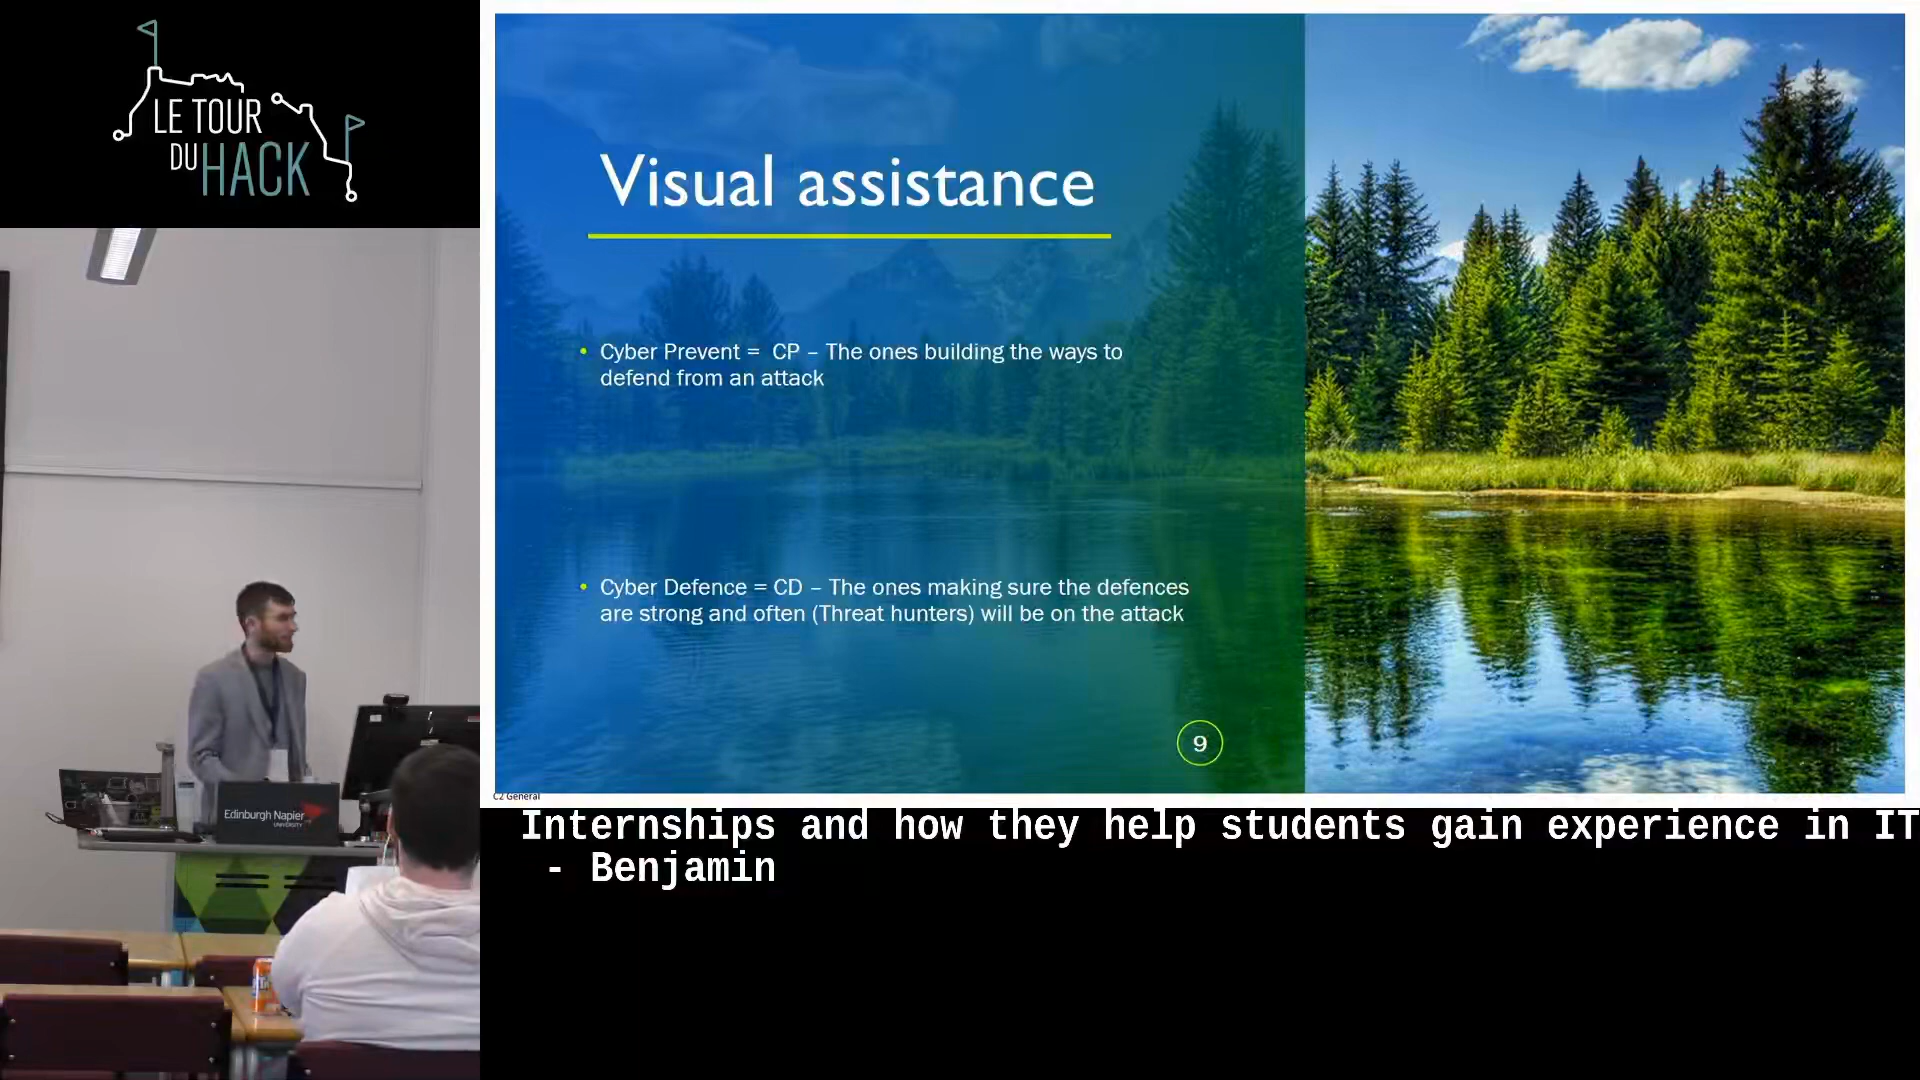 LE TOUR
DU HACK
Visual assistance
• Cyber Prevent = CP – The ones building the ways to
defend from an attack
• Cyber Defence = CD – The ones making sure the defences
are strong and often (Threat hunters) will be on the attack
9
C2 General
Edinburgh Napier
UNIVERSITY
Internships and how they help students gain experience in IT
- Benjamin